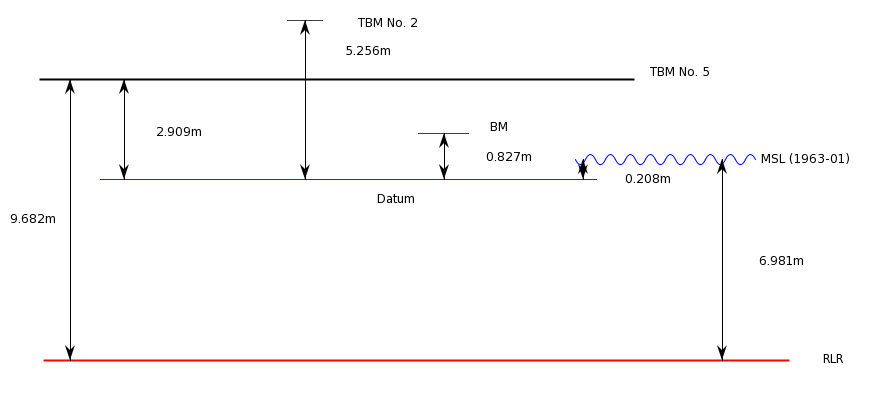 TBM No. 2
5.256m
TBM No. 5
BM
2.909m
0.827m
MSL (1963-01)
0.208m
Datum
9.682m
6.981m
RLR